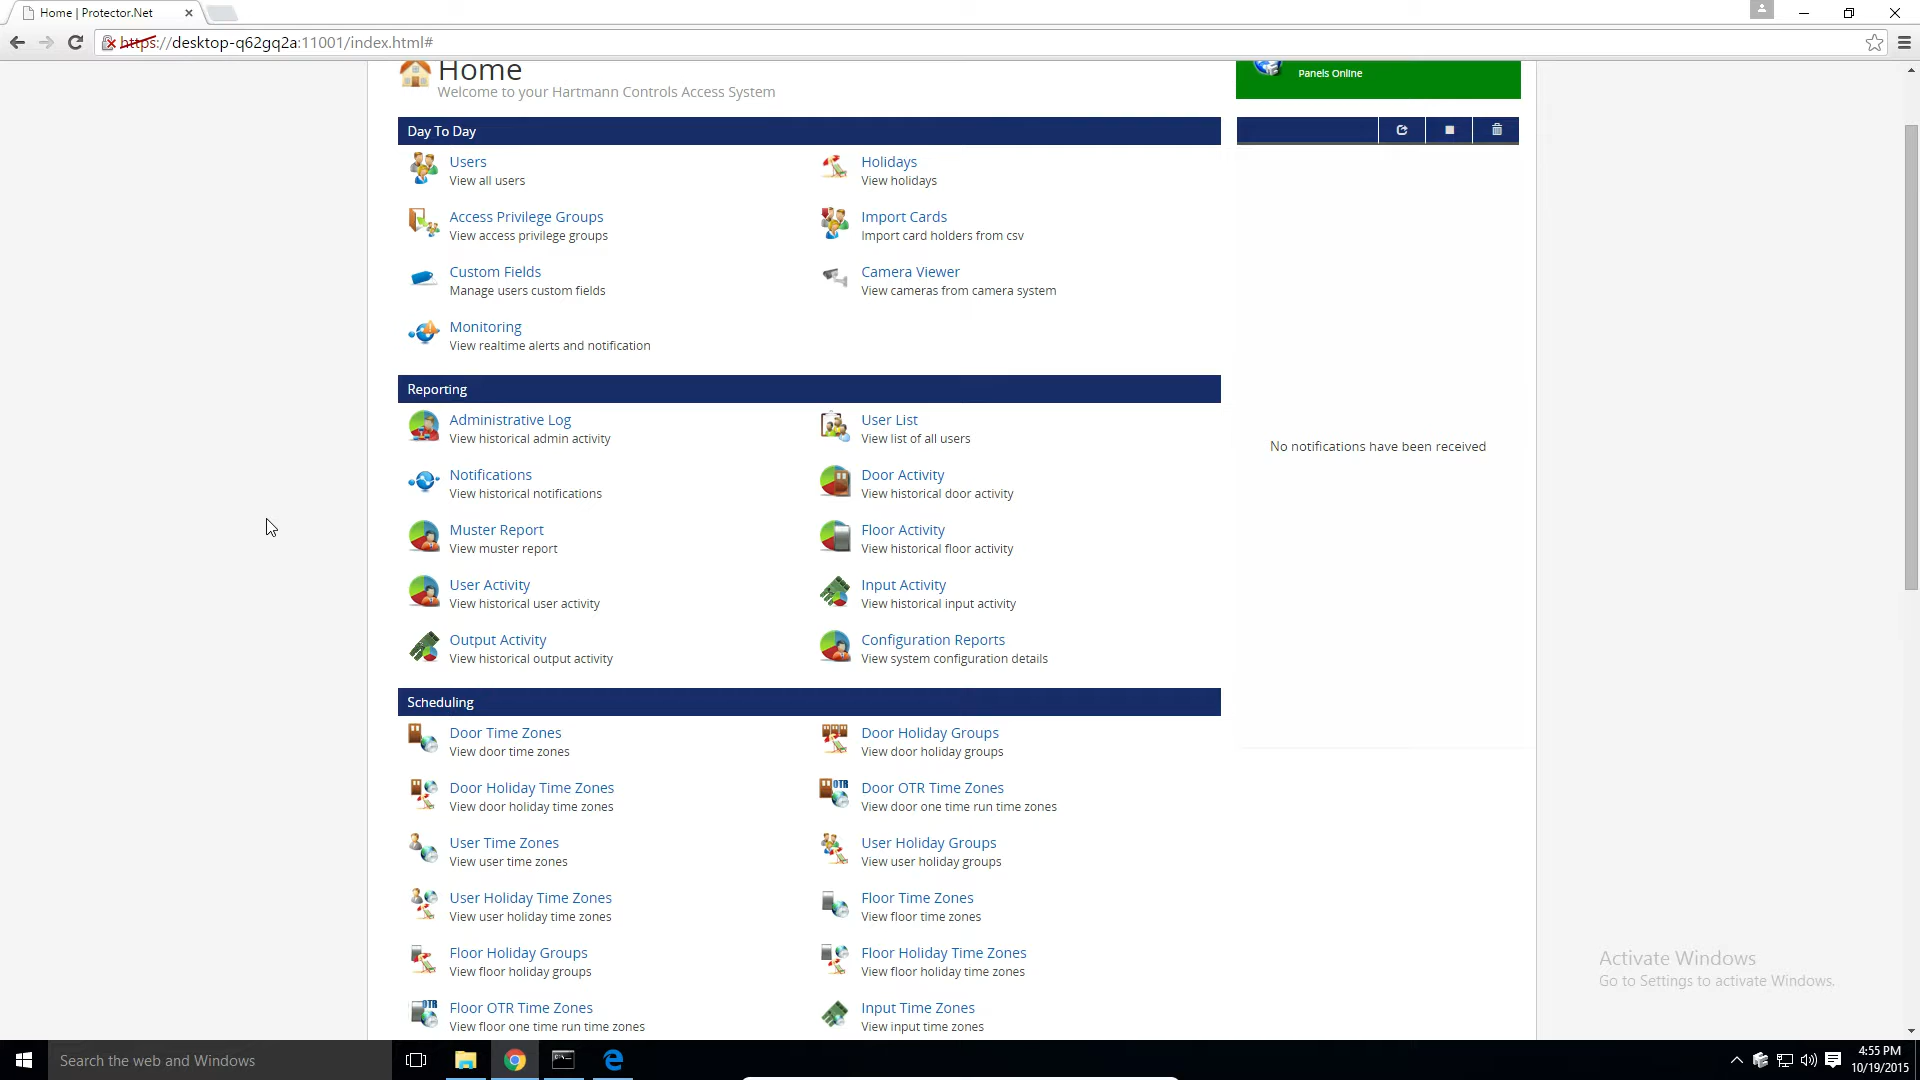 Home | Protector.Net
https://desktop-q62gq2a:11001/index.html#
Home
Welcome to your Hartmann Controls Access System
Panels Online
Day To Day
Users
View all users
Holidays
View holidays
Access Privilege Groups
View access privilege groups
Import Cards
Import card holders from csv
Custom Fields
Manage users custom fields
Camera Viewer
View cameras from camera system
Monitoring
View realtime alerts and notification
Reporting
Administrative Log
View historical admin activity
User List
View list of all users
Notifications
View historical notifications
Door Activity
View historical door activity
Muster Report
View muster report
Floor Activity
View historical floor activity
User Activity
View historical user activity
Input Activity
View historical input activity
Output Activity
View historical output activity
Configuration Reports
View system configuration details
No notifications have been received
Scheduling
Door Time Zones
View door time zones
Door Holiday Groups
View door holiday groups
Door Holiday Time Zones
View door holiday time zones
OTR
Door OTR Time Zones
View door one time run time zones
User Time Zones
View user time zones
User Holiday Groups
View user holiday groups
User Holiday Time Zones
View user holiday time zones
Floor Time Zones
View floor time zones
Floor Holiday Groups
View floor holiday groups
Floor Holiday Time Zones
View floor holiday time zones
OTR
Floor OTR Time Zones
View floor one time run time zones
Input Time Zones
View input time zones
Activate Windows
Go to Settings to activate Windows.
Search the web and Windows
4:55 PM
10/19/2015